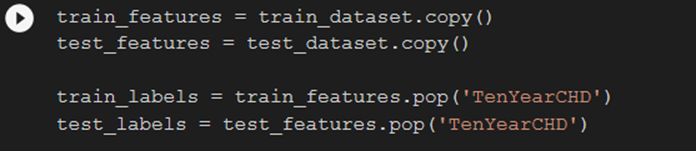 train_features = train_dataset.copy()
test_features = test_dataset.copy()
train_labels = train_features.pop('TenYearCHD')
test_labels = test_features.pop('TenYearCHD')